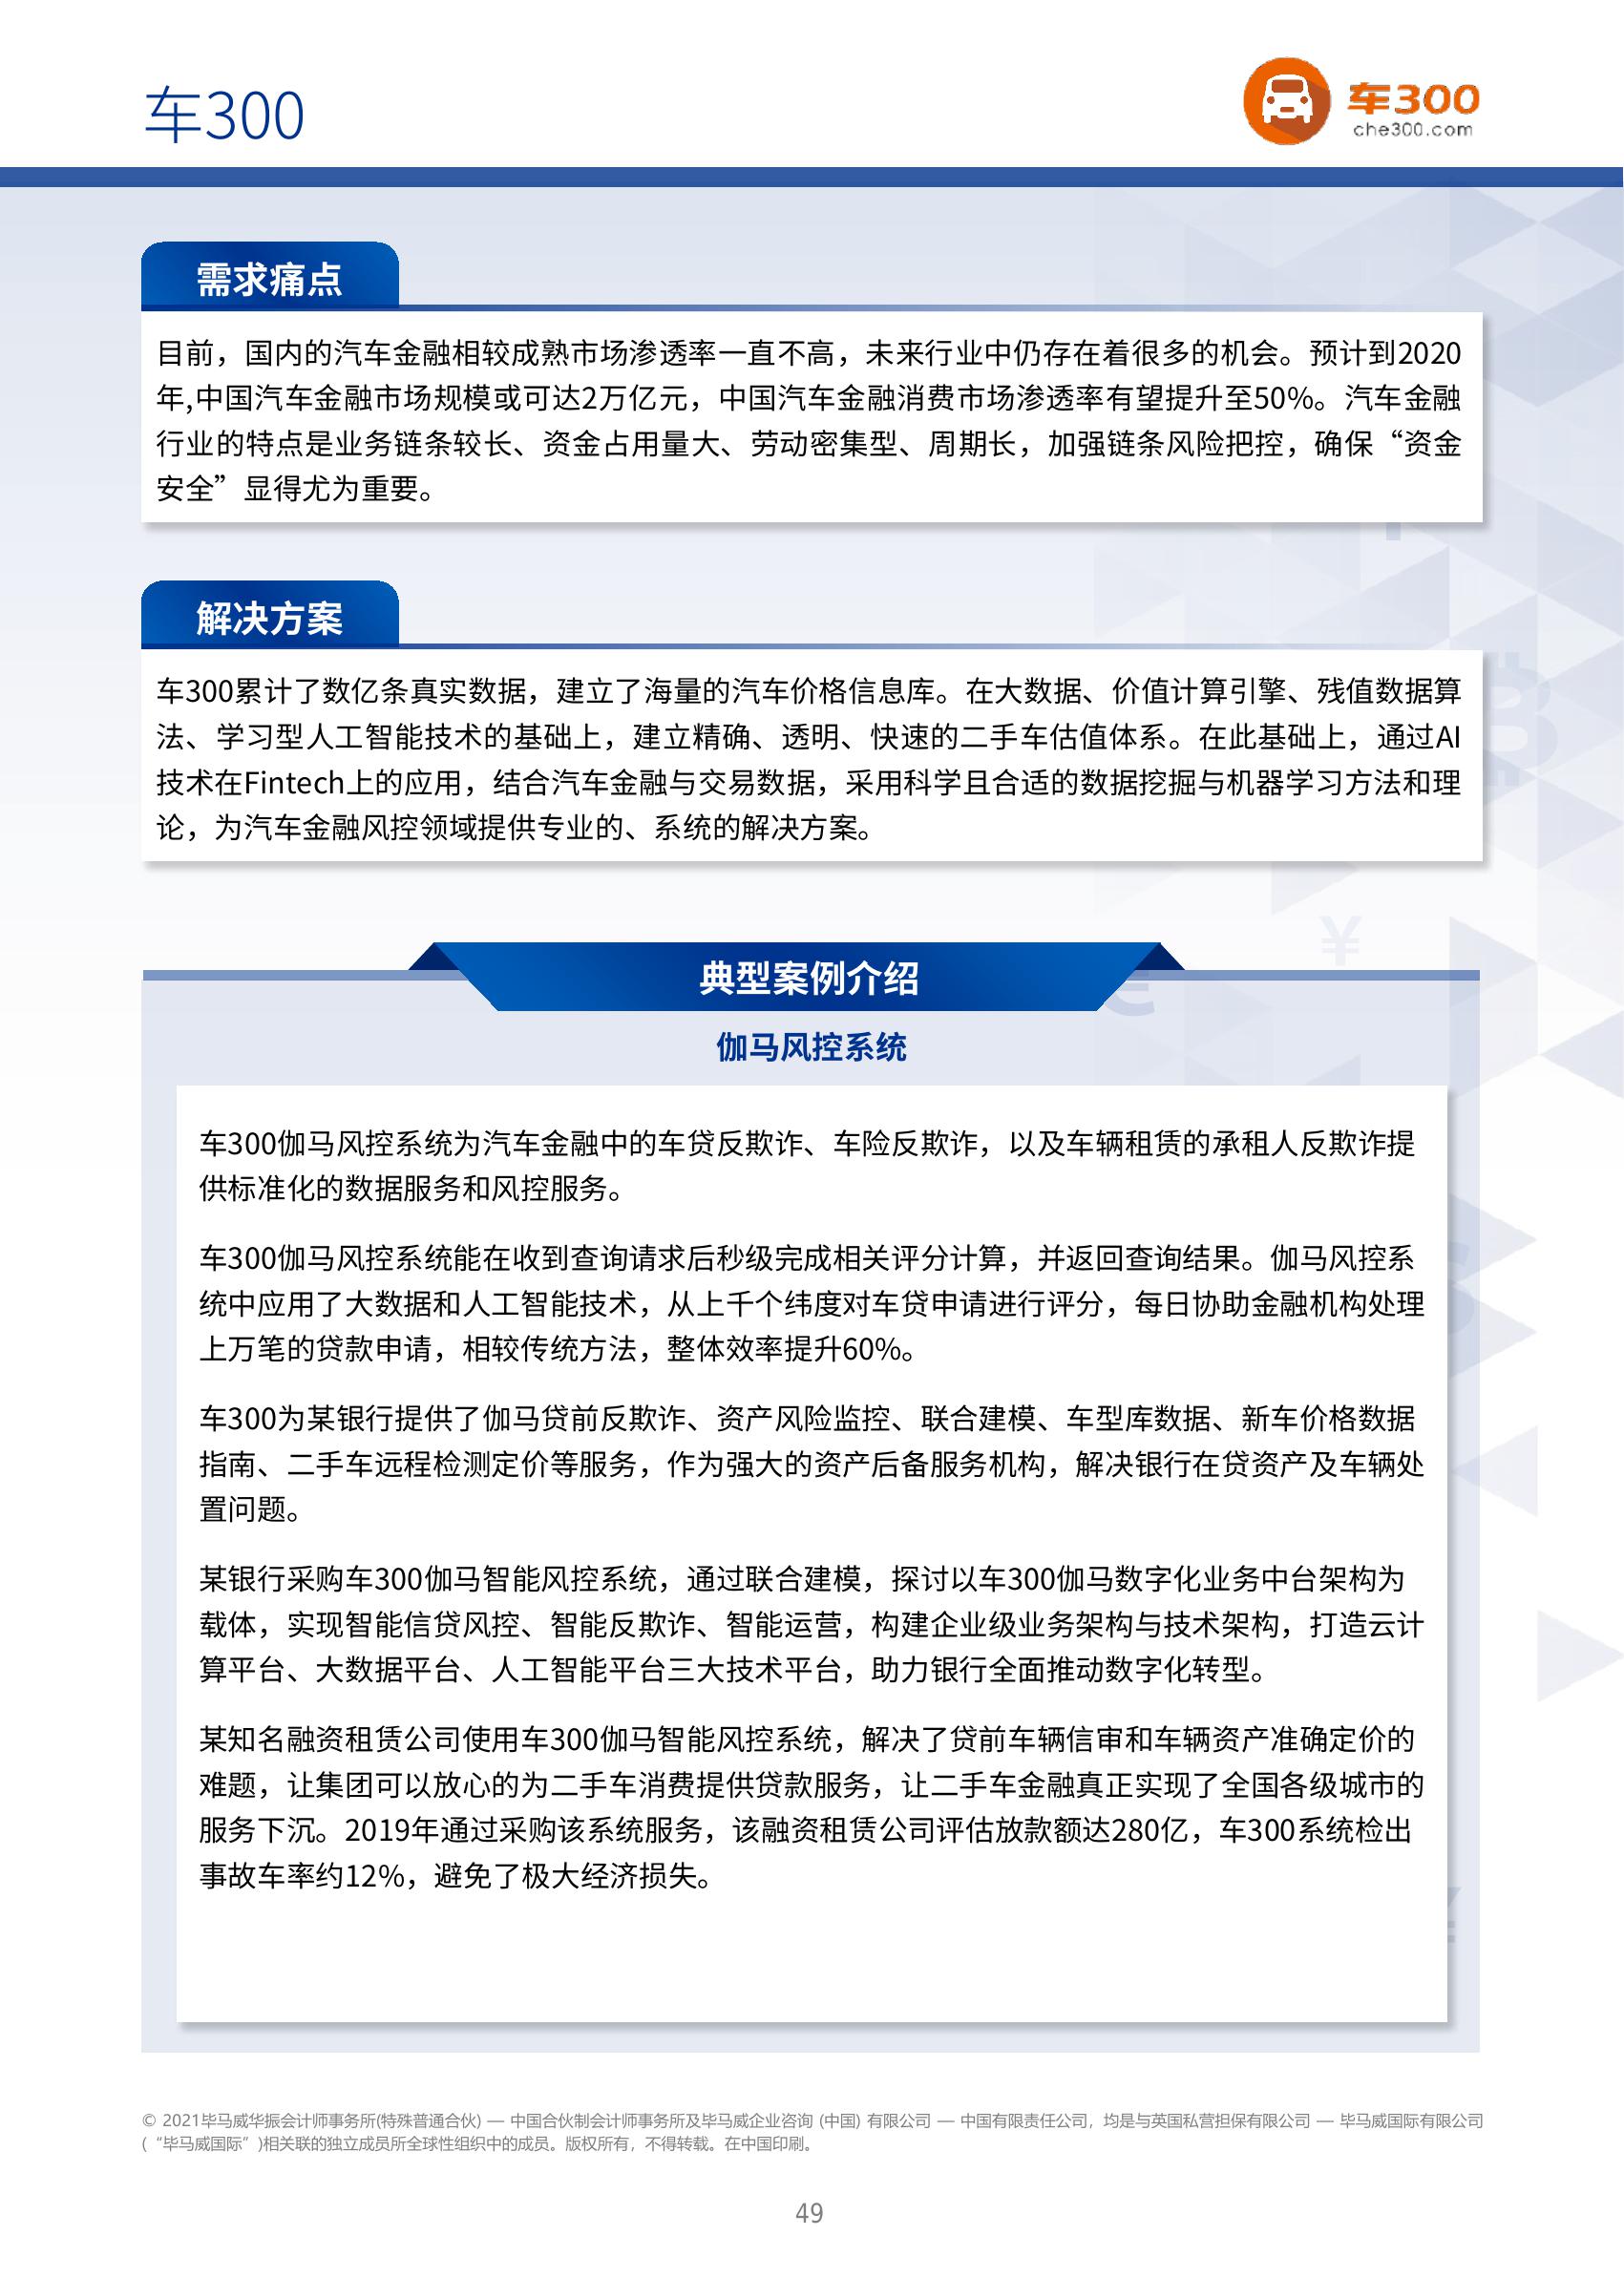 车300
车300
che300.com
需求痛点
目前，国内的汽车金融相较成熟市场渗透率一直不高，未来行业中仍存在着很多的机会。预计到2020
年,中国汽车金融市场规模或可达2万亿元，中国汽车金融消费市场渗透率有望提升至50%。汽车金融
行业的特点是业务链条较长、资金占用量大、劳动密集型、周期长，加强链条风险把控，确保“资金
安全”显得尤为重要。
解决方案
车300累计了数亿条真实数据，建立了海量的汽车价格信息库。在大数据、价值计算引擎、残值数据算
法、学习型人工智能技术的基础上，建立精确、透明、快速的二手车估值体系。在此基础上，通过AI
技术在Fintech上的应用，结合汽车金融与交易数据，采用科学且合适的数据挖掘与机器学习方法和理
论，为汽车金融风控领域提供专业的、系统的解决方案。
典型案例介绍
伽马风控系统
车300伽马风控系统为汽车金融中的车贷反欺诈、车险反欺诈，以及车辆租赁的承租人反欺诈提
供标准化的数据服务和风控服务。
车300伽马风控系统能在收到查询请求后秒级完成相关评分计算，并返回查询结果。伽马风控系
统中应用了大数据和人工智能技术，从上千个纬度对车贷申请进行评分，每日协助金融机构处理
上万笔的贷款申请，相较传统方法，整体效率提升60%。
车300为某银行提供了伽马贷前反欺诈、资产风险监控、联合建模、车型库数据、新车价格数据
指南、二手车远程检测定价等服务，作为强大的资产后备服务机构，解决银行在贷资产及车辆处
置问题。
某银行采购车300伽马智能风控系统，通过联合建模，探讨以车300伽马数字化业务中台架构为
载体，实现智能信贷风控、智能反欺诈、智能运营，构建企业级业务架构与技术架构，打造云计
算平台、大数据平台、人工智能平台三大技术平台，助力银行全面推动数字化转型。
某知名融资租赁公司使用车300伽马智能风控系统，解决了贷前车辆信审和车辆资产准确定价的
难题，让集团可以放心的为二手车消费提供贷款服务，让二手车金融真正实现了全国各级城市的
服务下沉。2019年通过采购该系统服务，该融资租赁公司评估放款额达280亿，车300系统检出
事故车率约12%，避免了极大经济损失。
© 2021毕马威华振会计师事务所(特殊普通合伙) — 中国合伙制会计师事务所及毕马威企业咨询 (中国) 有限公司 — 中国有限责任公司，均是与英国私营担保有限公司 — 毕马威国际有限公司
(“毕马威国际”)相关联的独立成员所全球性组织中的成员。版权所有，不得转载。在中国印刷。
49